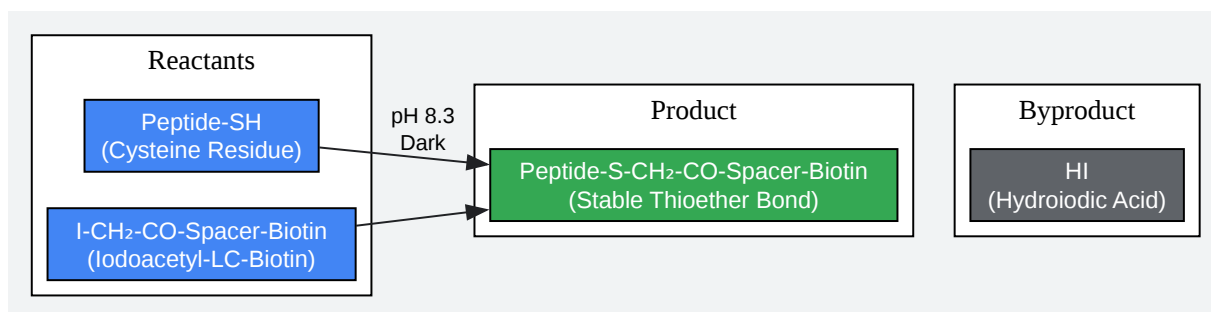 Reactants
Peptide-SH
(Cysteine Residue)
I-CH₂-CO-Spacer-Biotin
(Iodoacetyl-LC-Biotin)
pH 8.3
Dark
Product
Peptide-S-CH₂-CO-Spacer-Biotin
(Stable Thioether Bond)
Byproduct
HI
(Hydroiodic Acid)